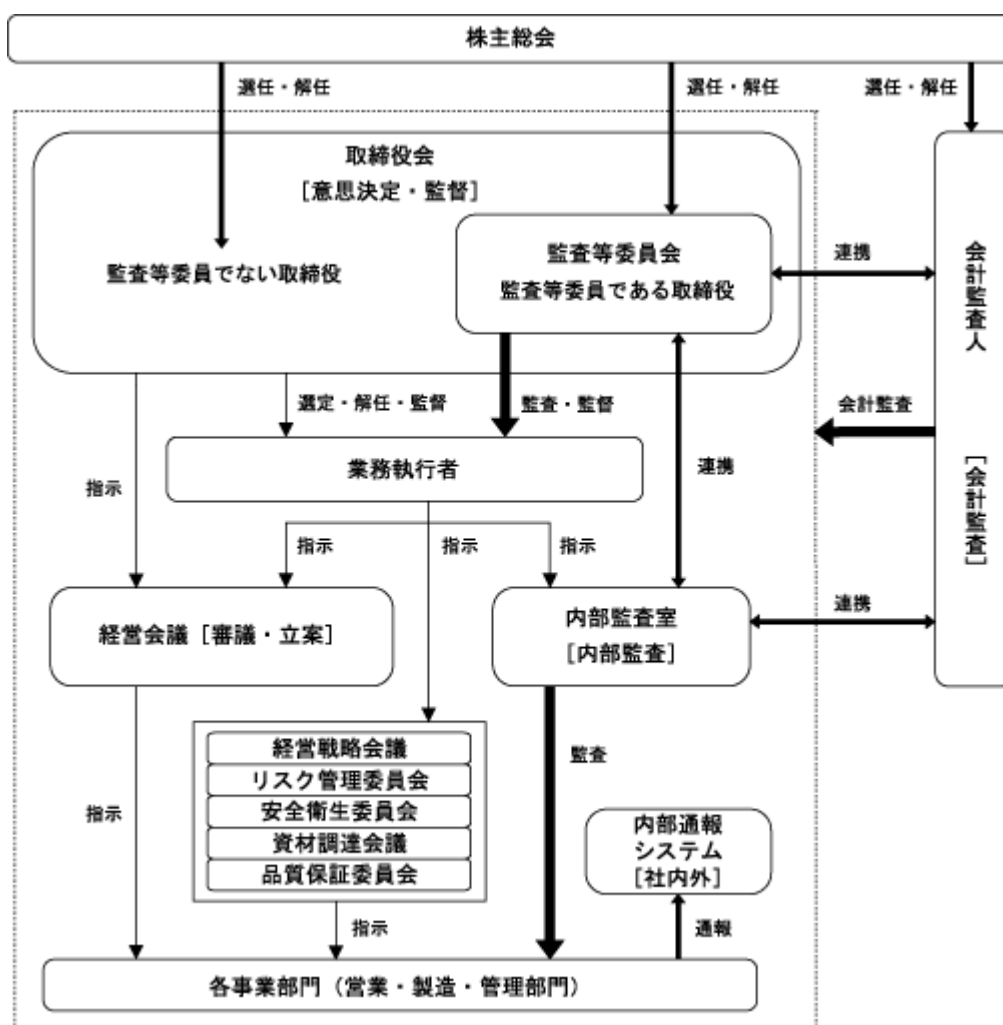 株主総会
選任・解任
選任・解任
選任・解任
取締役会
[意思決定・監督]
監査等委員でない取締役
監査等委員会
監査等委員である取締役
連携
会計監査人
[会計監査]
会計監査
選定・解任・監督
監査・監督
業務執行者
連携
指示
指示
指示
指示
経営会議[審議・立案]
内部監査室
[内部監査]
連携
経営戦略会議
リスク管理委員会
安全衛生委員会
資材調達会議
品質保証委員会
監査
指示
内部通報
システム
[社内外]
指示
通報
各事業部門(営業・製造・管理部門)